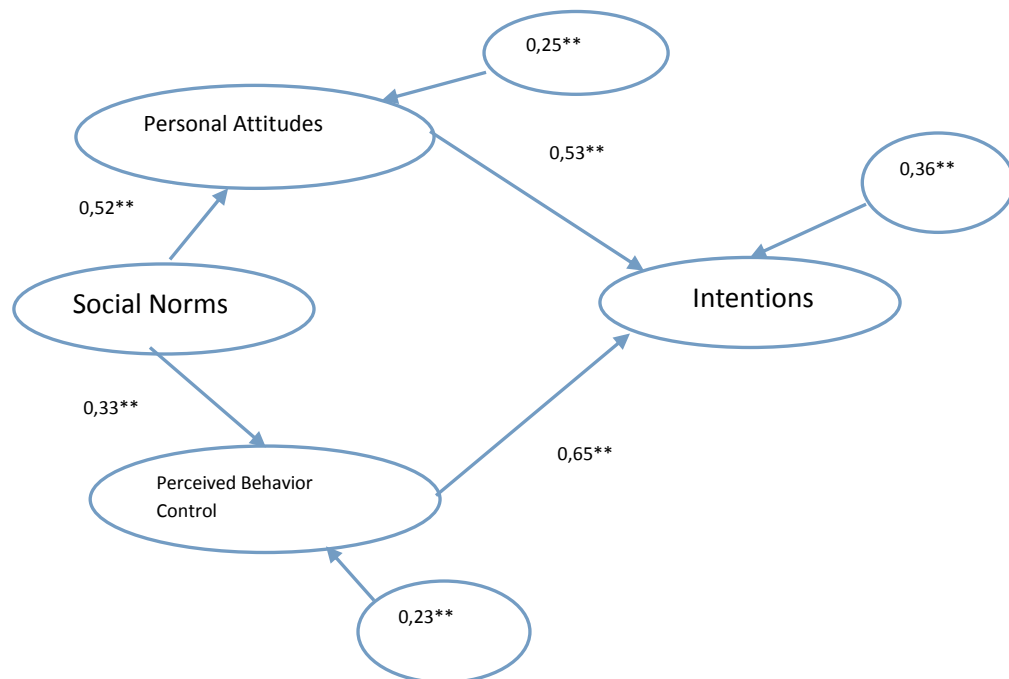 0,25**
Personal Attitudes
0,53**
0,36**
0,52**
Social Norms
Intentions
0,33**
0,65**
Perceived Behavior
Control
0,23**